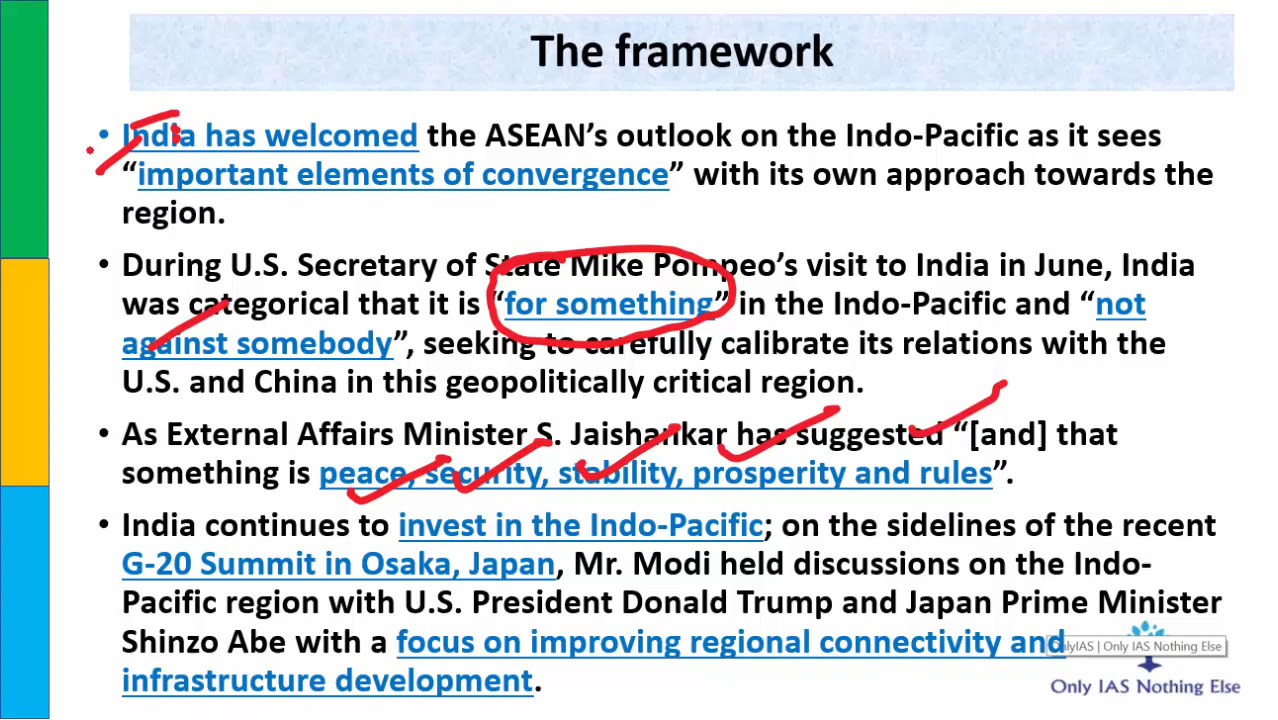 The framework
• India has welcomed the ASEAN’s outlook on the Indo-Pacific as it sees
“important elements of convergence” with its own approach towards the
region.
• During U.S. Secretary of State Mike Pompeo’s visit to India in June, India
was categorical that it is “for something” in the Indo-Pacific and “not
against somebody”, seeking to carefully calibrate its relations with the
U.S. and China in this geopolitically critical region.
• As External Affairs Minister S. Jaishankar has suggested “[and] that
something is peace, security, stability, prosperity and rules”.
• India continues to invest in the Indo-Pacific; on the sidelines of the recent
G-20 Summit in Osaka, Japan, Mr. Modi held discussions on the Indo-
Pacific region with U.S. President Donald Trump and Japan Prime Minister
Shinzo Abe with a focus on improving regional connectivity and
infrastructure development.
OnlyIAS | Only IAS Nothing Else
Only IAS Nothing Else